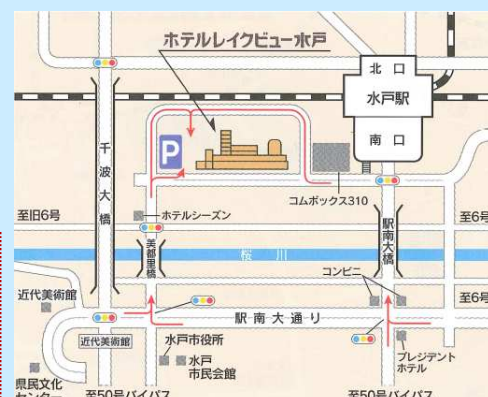 ホテルレイクビュー水戸
北口
水戸駅
南口
P
千波大橋
コムボックス310
至旧6号
ホテルシーズン
至6号
美都里橋
桜川
駅南大橋
コンビニ
近代美術館
至6号
駅南大通り
近代美術館
水戸市役所
水戸
市民会館
プレジデント
ホテル
県民文化
センター
至50号バイパス
至50号バイパス